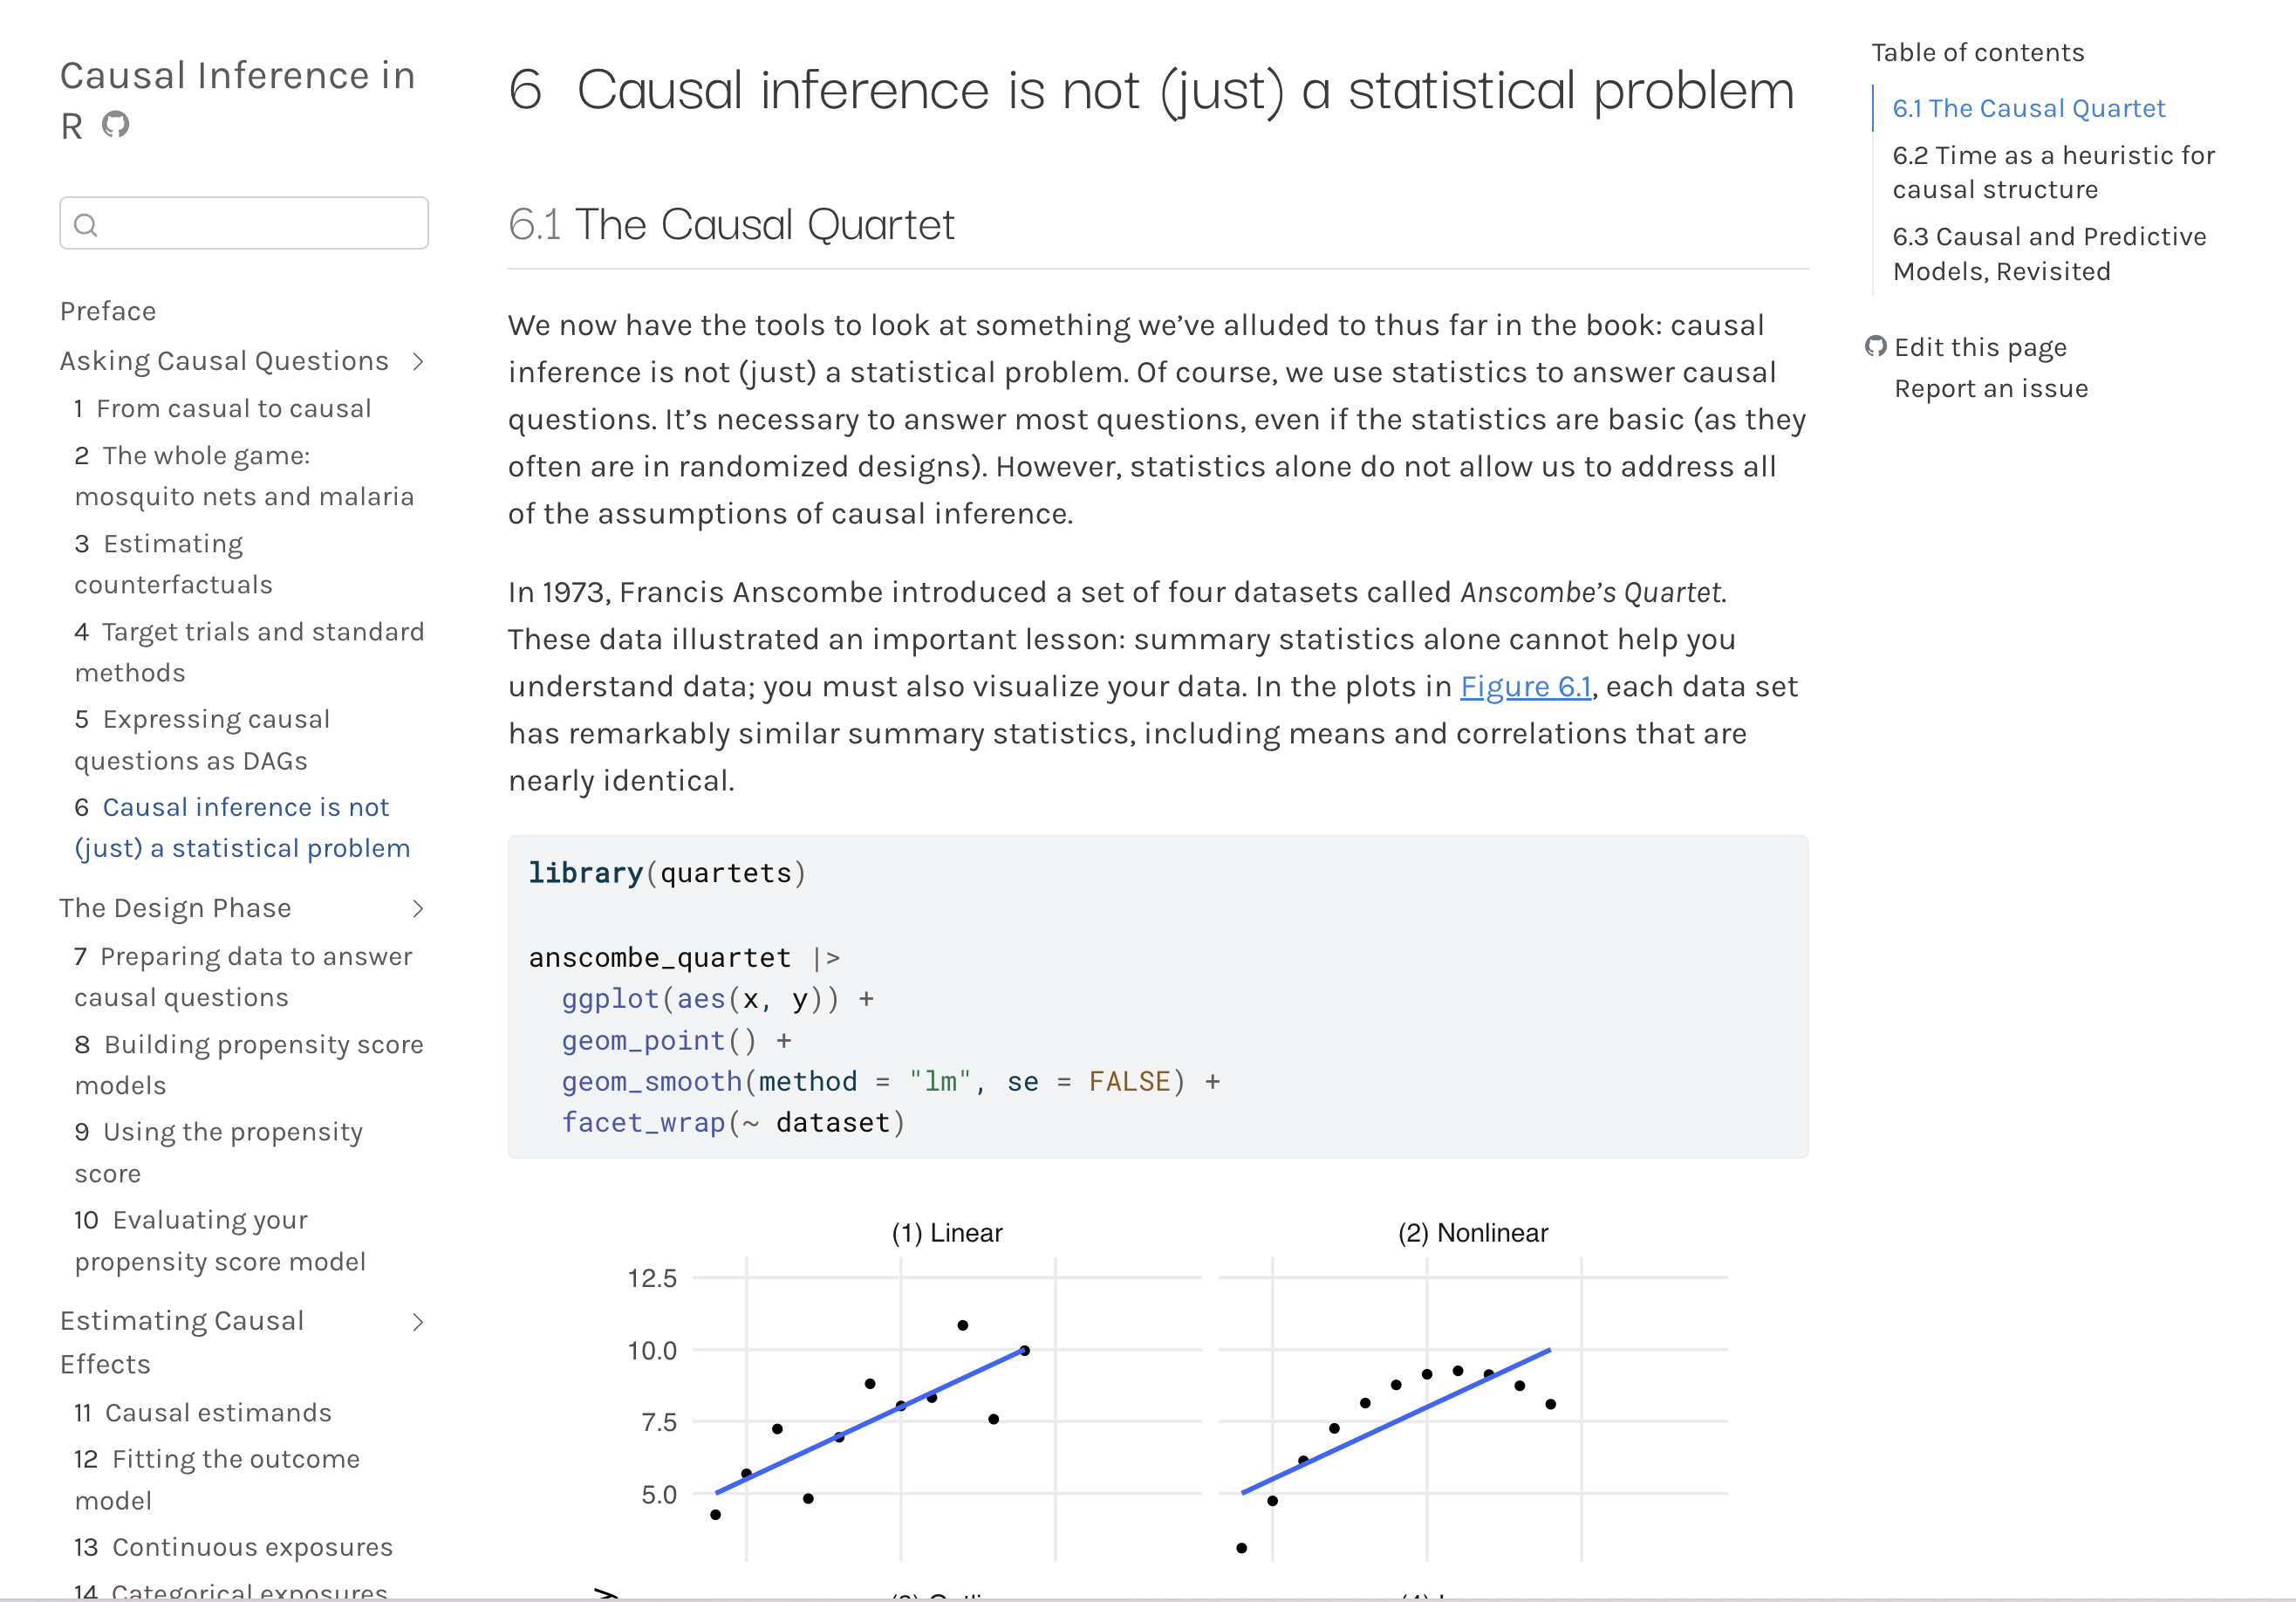 Causal Inference in
R
Preface
Asking Causal Questions
1 From casual to causal
2 The whole game:
mosquito nets and malaria
3 Estimating
counterfactuals
4 Target trials and standard
methods
5 Expressing causal
questions as DAGs
6 Causal inference is not
(just) a statistical problem
The Design Phase
7 Preparing data to answer
causal questions
8 Building propensity score
models
9 Using the propensity
score
10 Evaluating your
propensity score model
Estimating Causal
Effects
11 Causal estimands
12 Fitting the outcome
model
13 Continuous exposures
14 Categorical exposures
6 Causal inference is not (just) a statistical problem
6.1 The Causal Quartet
We now have the tools to look at something we’ve alluded to thus far in the book: causal
inference is not (just) a statistical problem. Of course, we use statistics to answer causal
questions. It’s necessary to answer most questions, even if the statistics are basic (as they
often are in randomized designs). However, statistics alone do not allow us to address all
of the assumptions of causal inference.
In 1973, Francis Anscombe introduced a set of four datasets called Anscombe’s Quartet.
These data illustrated an important lesson: summary statistics alone cannot help you
understand data; you must also visualize your data. In the plots in Figure 6.1, each data set
has remarkably similar summary statistics, including means and correlations that are
nearly identical.
library(quartets)
anscombe_quartet |>
ggplot(aes(x, y)) +
geom_point() +
geom_smooth(method = "lm", se = FALSE) +
facet_wrap(~ dataset)
(1) Linear
(2) Nonlinear
12.5
10.0
7.5
5.0
Table of contents
6.1 The Causal Quartet
6.2 Time as a heuristic for
causal structure
6.3 Causal and Predictive
Models, Revisited
Edit this page
Report an issue